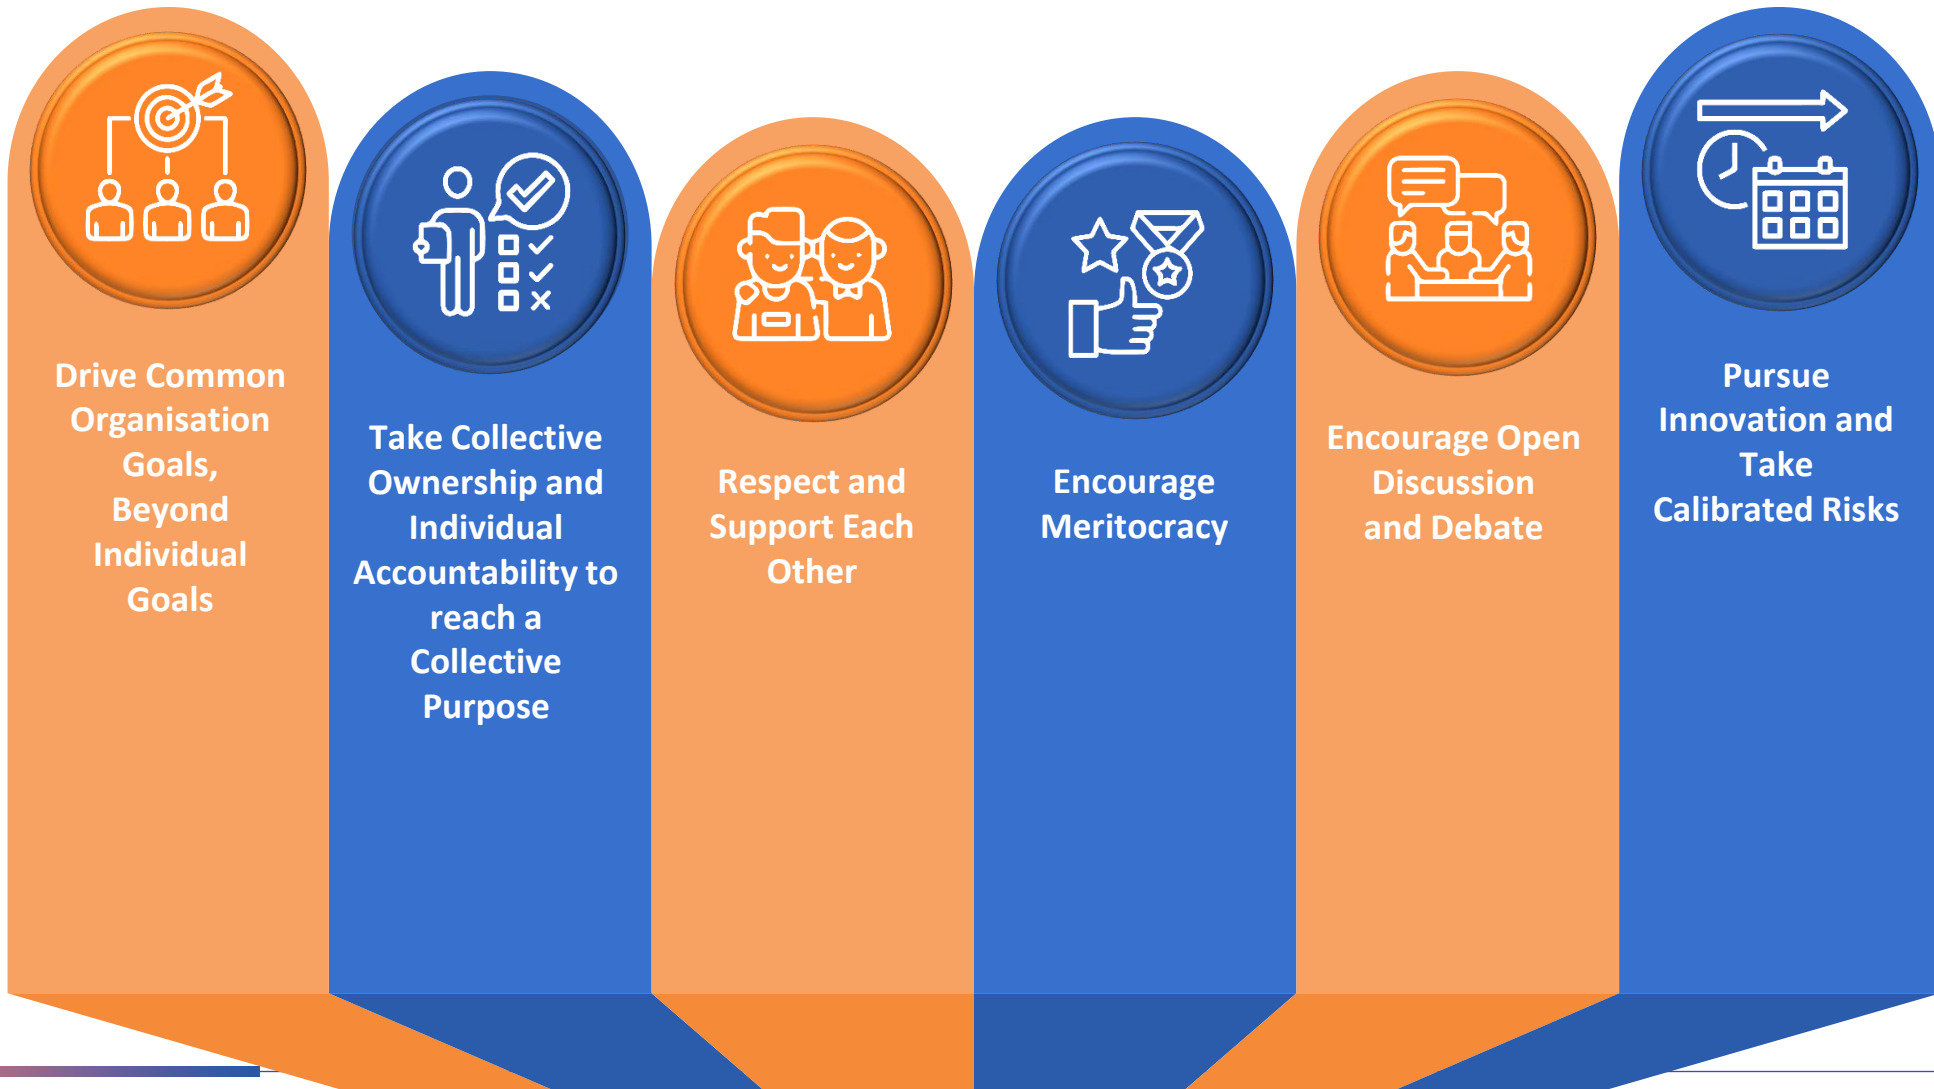 Drive Common
Organisation
Goals,
Beyond
Individual
Goals
Take Collective
Ownership and
Individual
Accountability to
reach a
Collective
Purpose
Respect and
Support Each
Other
Encourage
Meritocracy
Encourage Open
Discussion
and Debate
Pursue
Innovation and
Take
Calibrated Risks